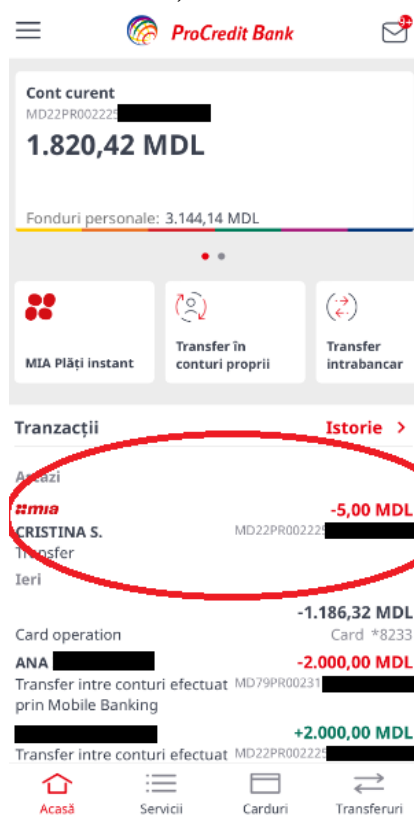 ProCredit Bank
9+
Cont curent
MD22PR002225
1.820,42 MDL
Fonduri personale: 3.144,14 MDL
MIA Plăți instant
Transfer în
conturi proprii
Transfer
intrabancar
Tranzacții Istorie >
Astăzi
mia -5,00 MDL
CRISTINA S. MD22PR002225
Transfer
Ieri
-1.186,32 MDL
Card operation Card *8233
ANA -2.000,00 MDL
Transfer intre conturi efectuat MD79PR00231
prin Mobile Banking
+2.000,00 MDL
Transfer intre conturi efectuat MD22PR002225
Acasă Servicii Carduri Transferuri